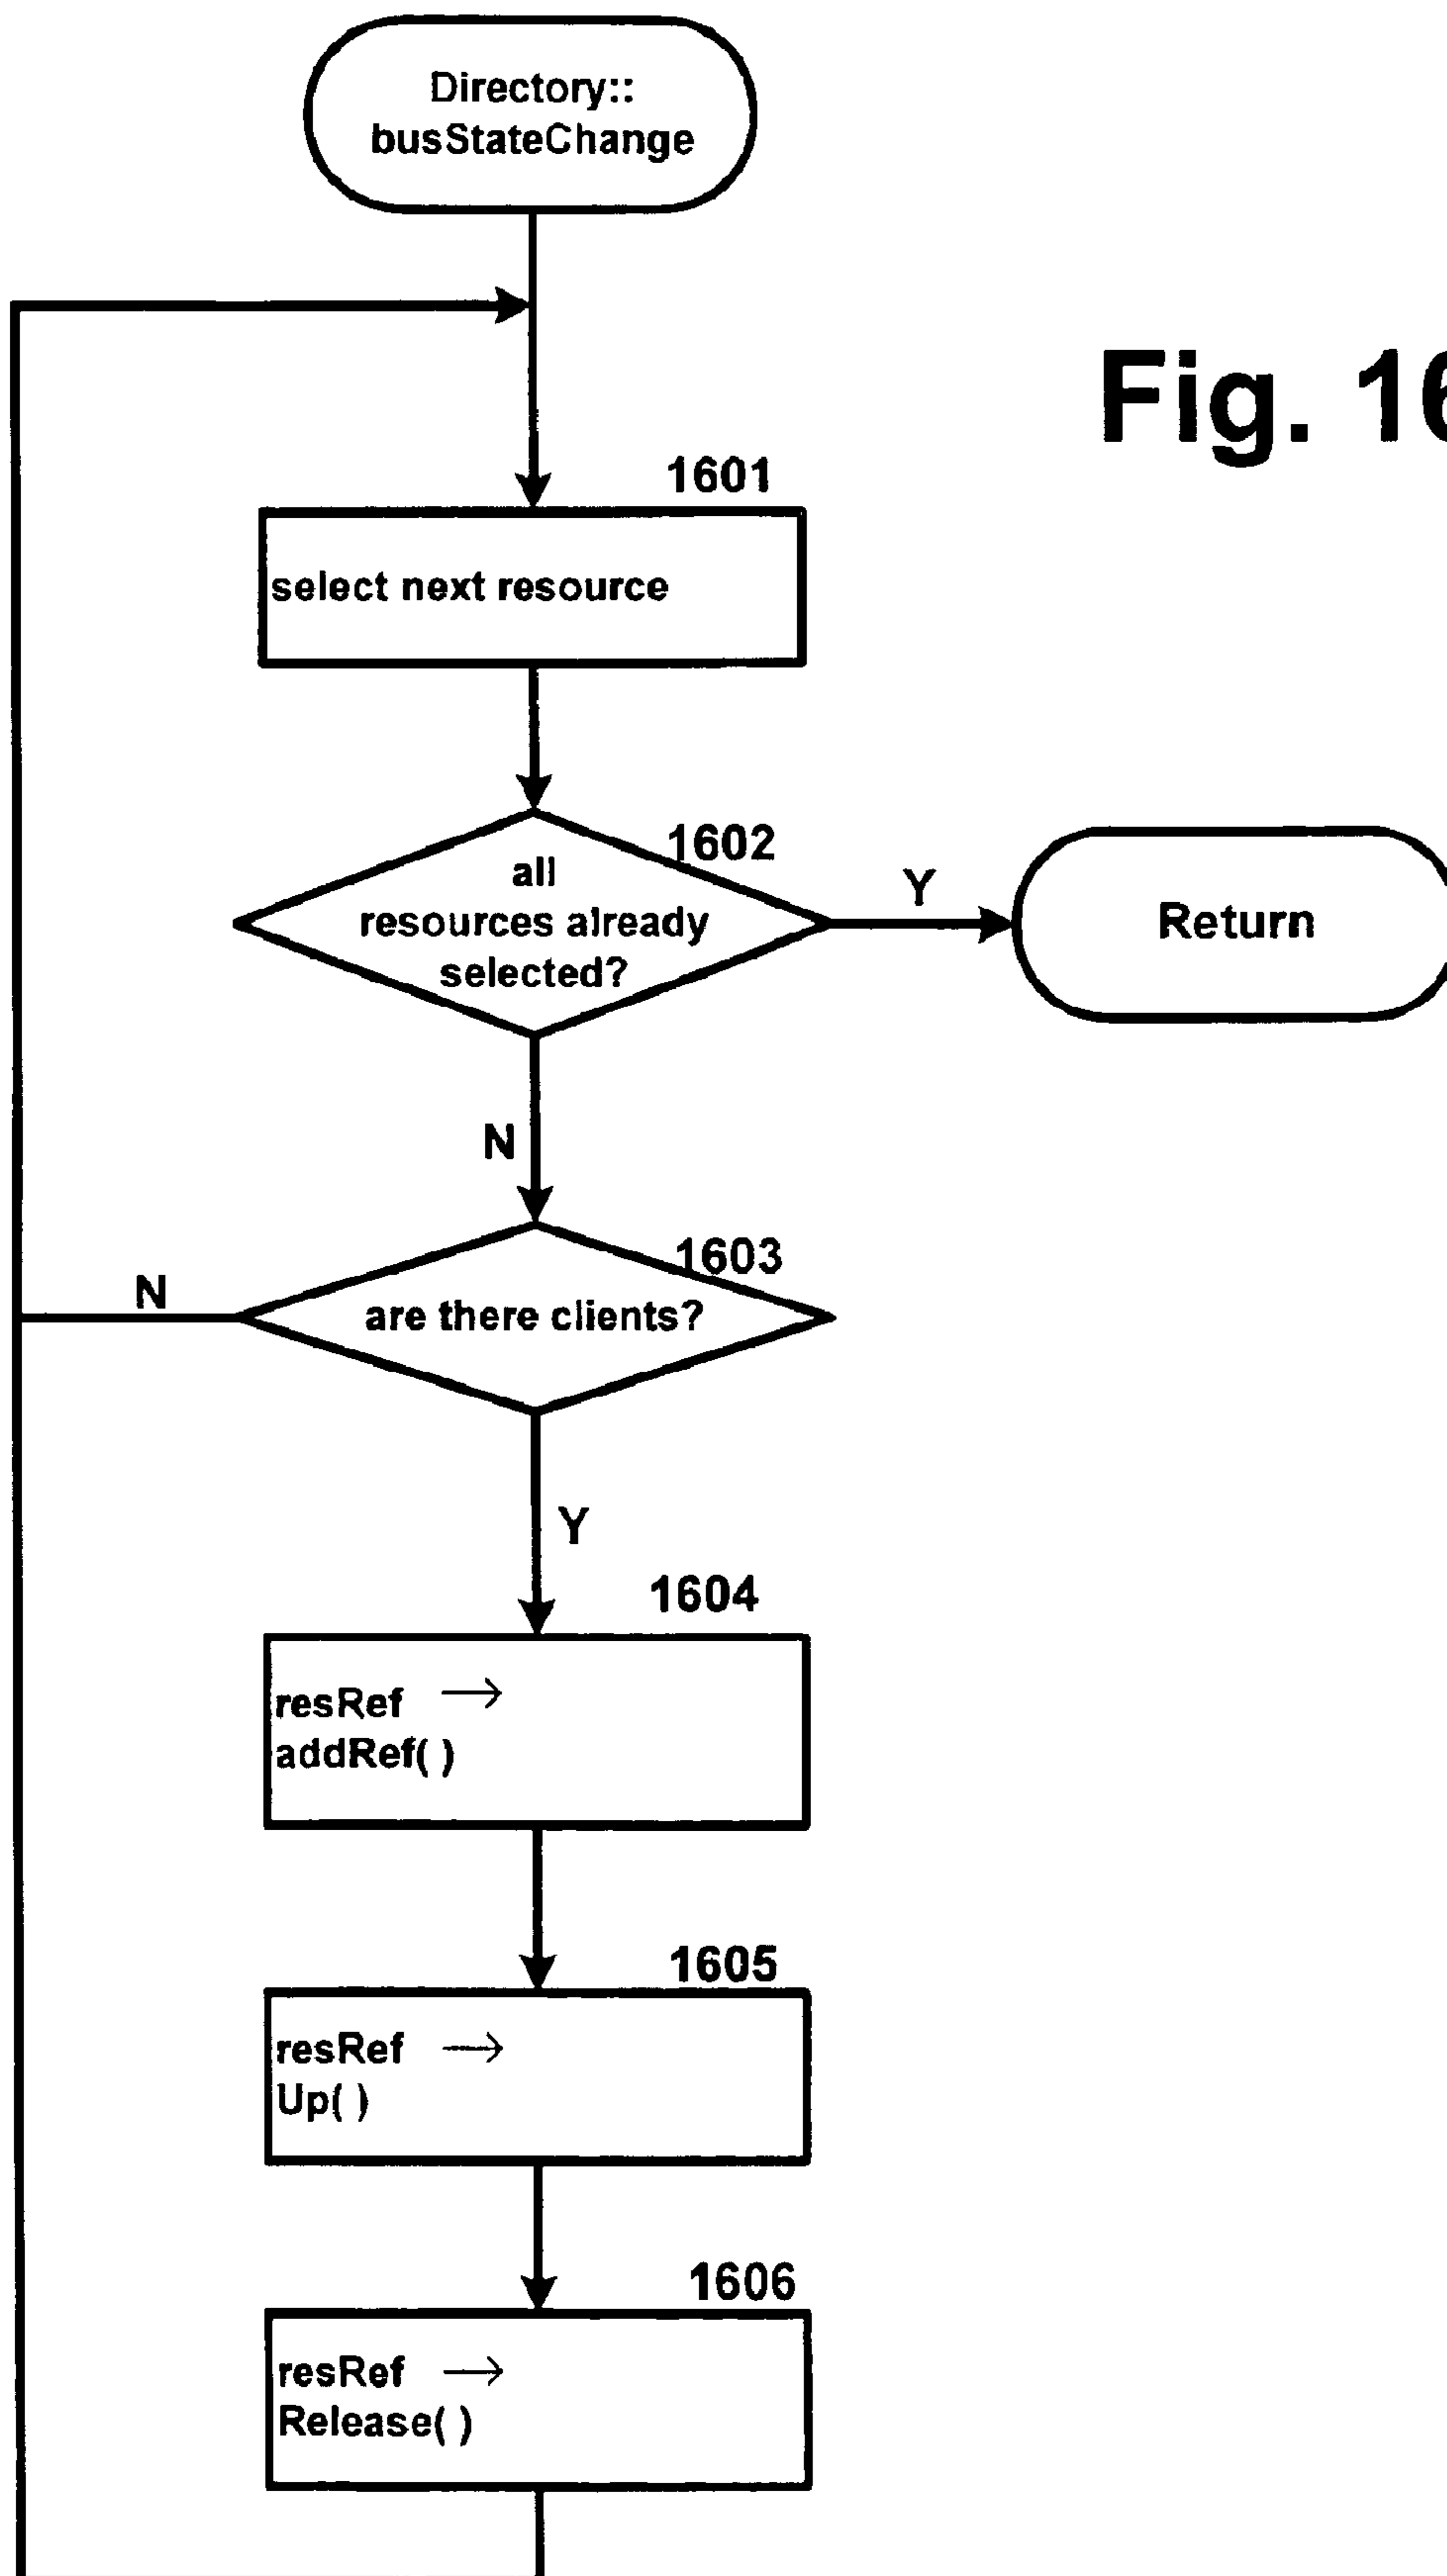 Directory::
busStateChange
Fig. 16
1601
select next resource
1602
all
resources already
selected?
Y
Return
N
1603
are there clients?
N
Y
1604
resRef →
addRef( )
1605
resRef →
Up( )
1606
resRef →
Release( )